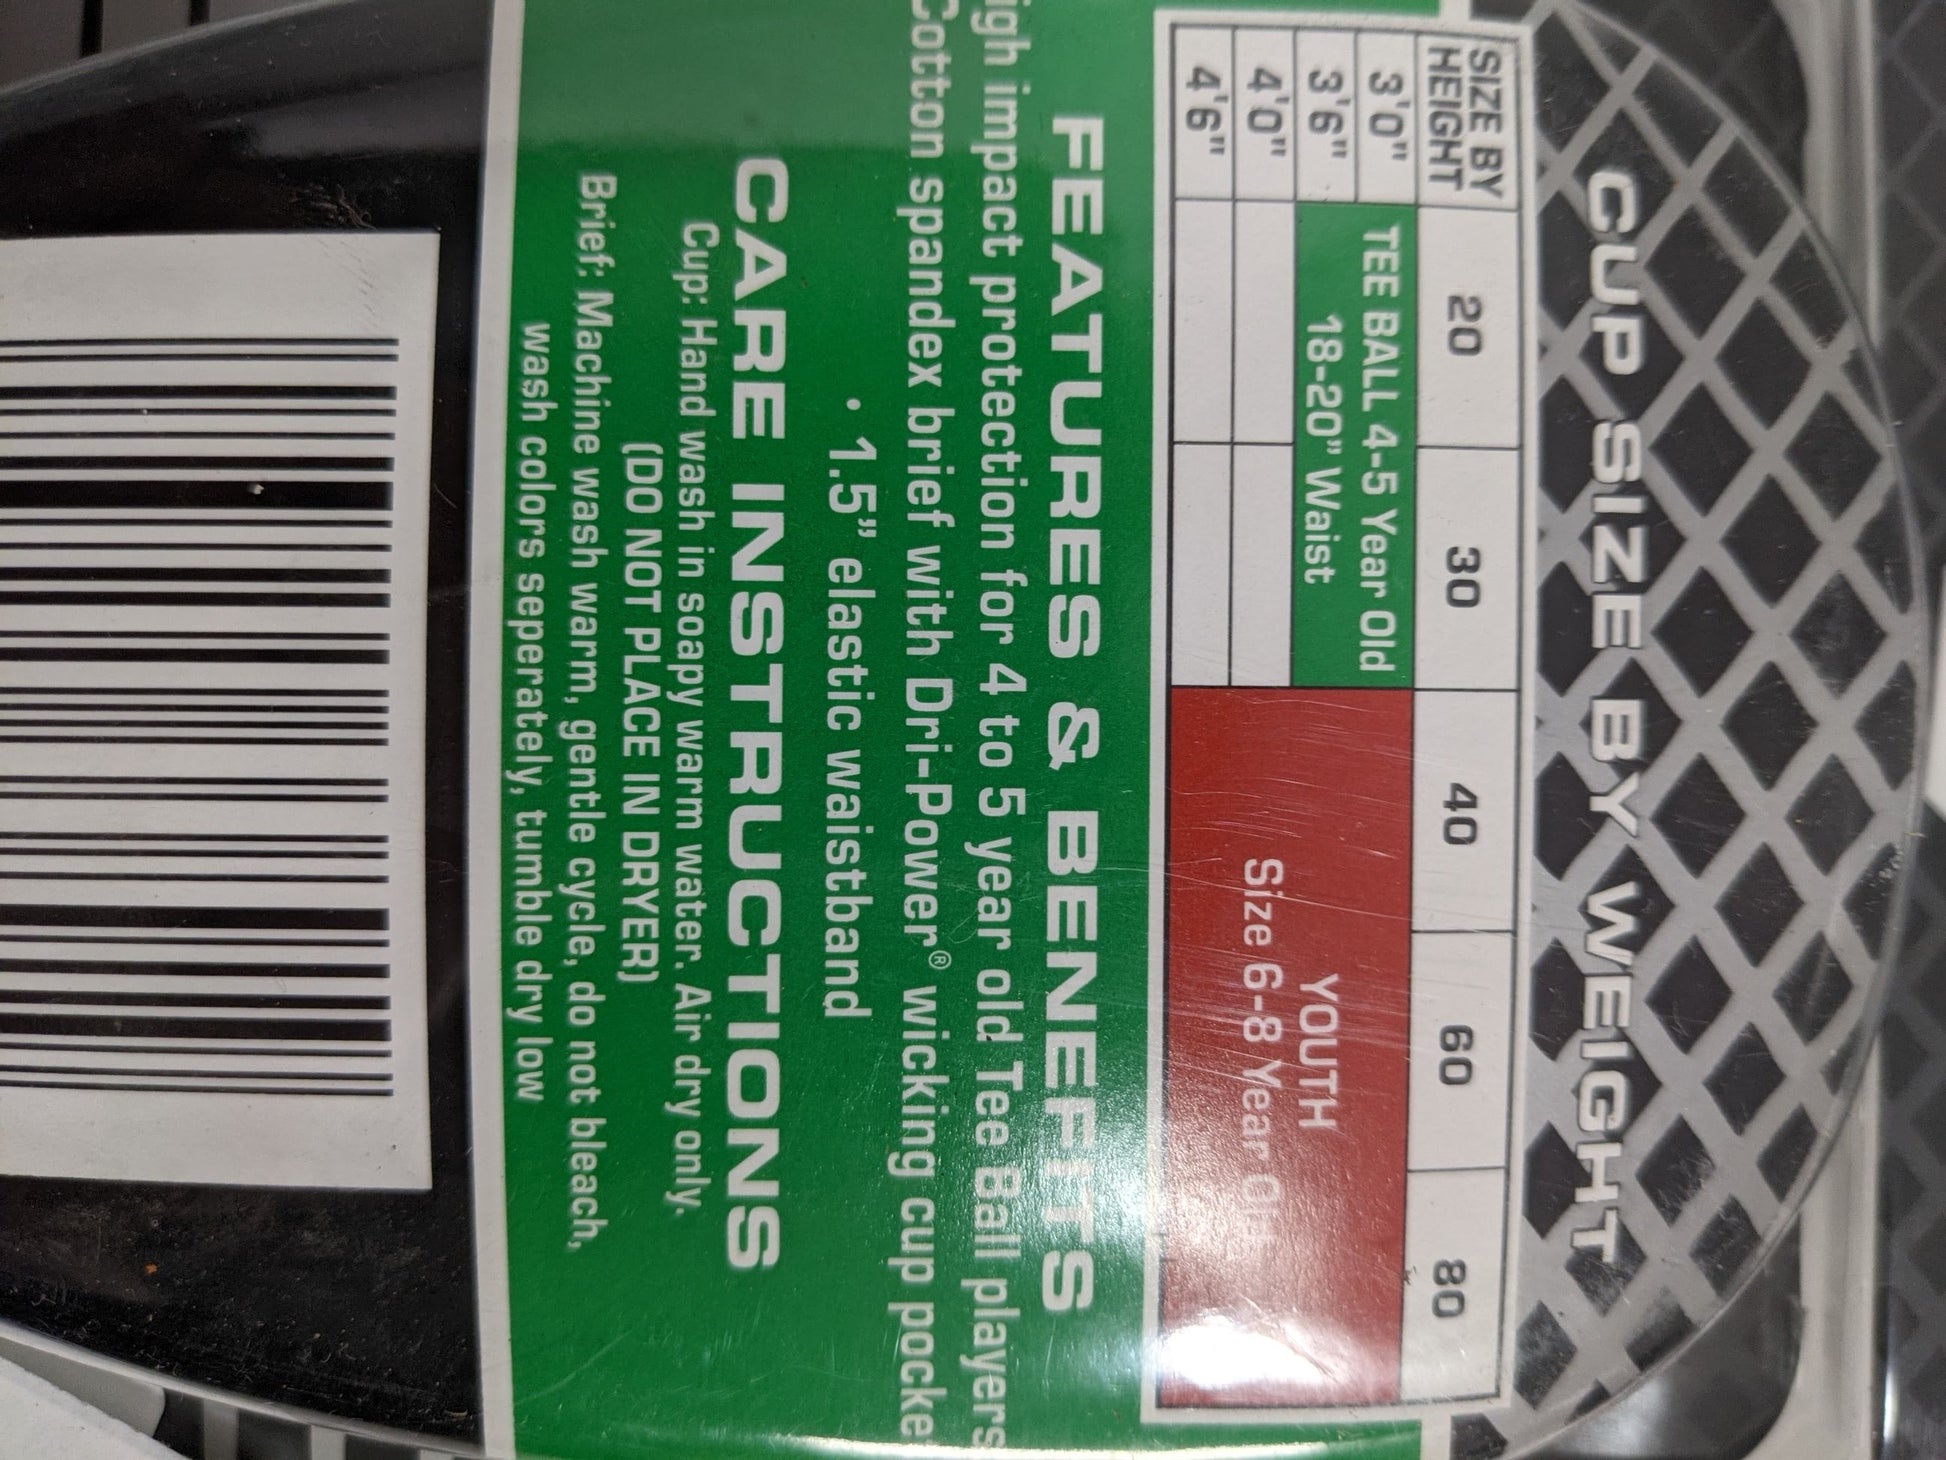 CUP SIZE BY WEIGHT
SIZE BY HEIGHT 20 30 40 60 80
3'0"
3'6"
4'0"
4'6"
TEE BALL 4-5 Year Old
18-20" Waist
YOUTH
Size 6-8 Year Old
FEATURES & BENEFITS
igh impact protection for 4 to 5 year old Tee Ball players
Cotton spandex brief with Dri-Power® wicking cup pocke
• 1.5" elastic waistband
CARE INSTRUCTIONS
Cup: Hand wash in soapy warm water. Air dry only.
(DO NOT PLACE IN DRYER)
Brief: Machine wash warm, gentle cycle, do not bleach,
wash colors seperately, tumble dry low